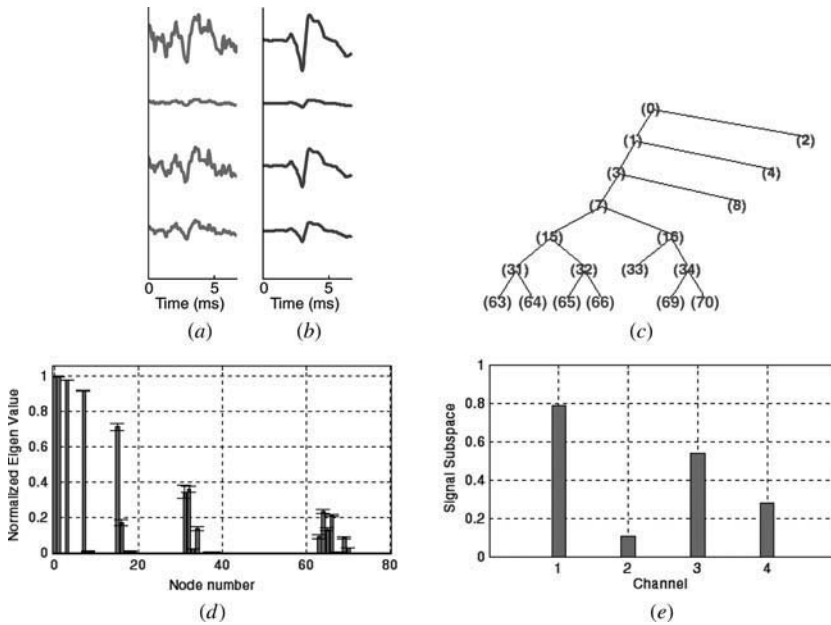 0 5 0 5
Time (ms) Time (ms)
(a) (b)
(0)
(1) (2)
(3) (4)
(7) (8)
(15) (16)
(31) (32) (33) (34)
(63) (64) (65) (66) (69) (70)
(c)
Normalized Eigen Value
1
0.8
0.6
0.4
0.2
0
0 20 40 60 80
Node number
(d)
Signal Subspace
1
0.8
0.6
0.4
0.2
0
1 2 3 4
Channel
(e)